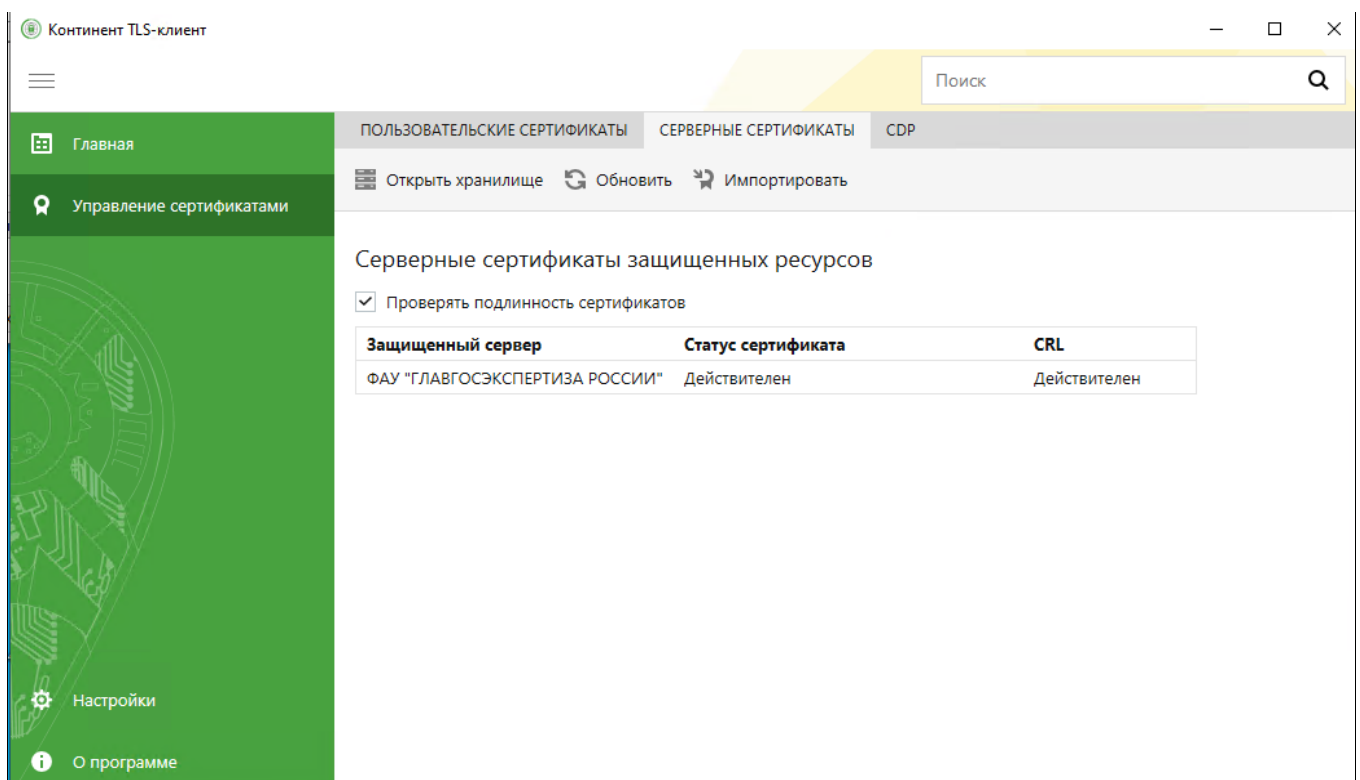 Континент TLS-клиент
Поиск
Главная
Управление сертификатами
Настройки
О программе
ПОЛЬЗОВАТЕЛЬСКИЕ СЕРТИФИКАТЫ СЕРВЕРНЫЕ СЕРТИФИКАТЫ CDP
Открыть хранилище Обновить Импортировать
Серверные сертификаты защищенных ресурсов
Проверять подлинность сертификатов
Защищенный сервер Статус сертификата CRL
ФАУ "ГЛАВГОСЭКСПЕРТИЗА РОССИИ" Действителен Действителен